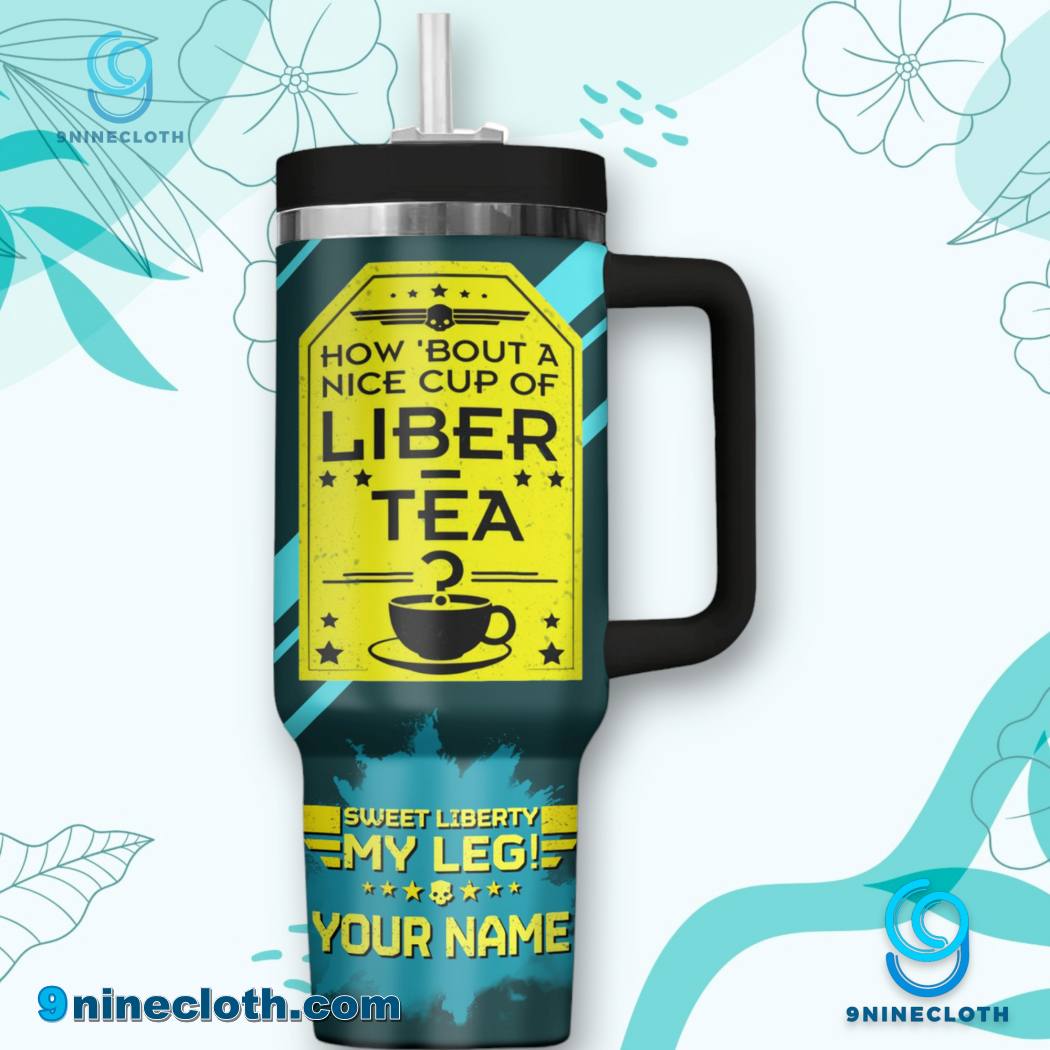 9NINECLOTH
HOW 'BOUT A
NICE CUP OF
LIBER
-
TEA
?
SWEET LIBERTY
MY LEG!
YOUR NAME
9ninecloth.com
9NINECLOTH